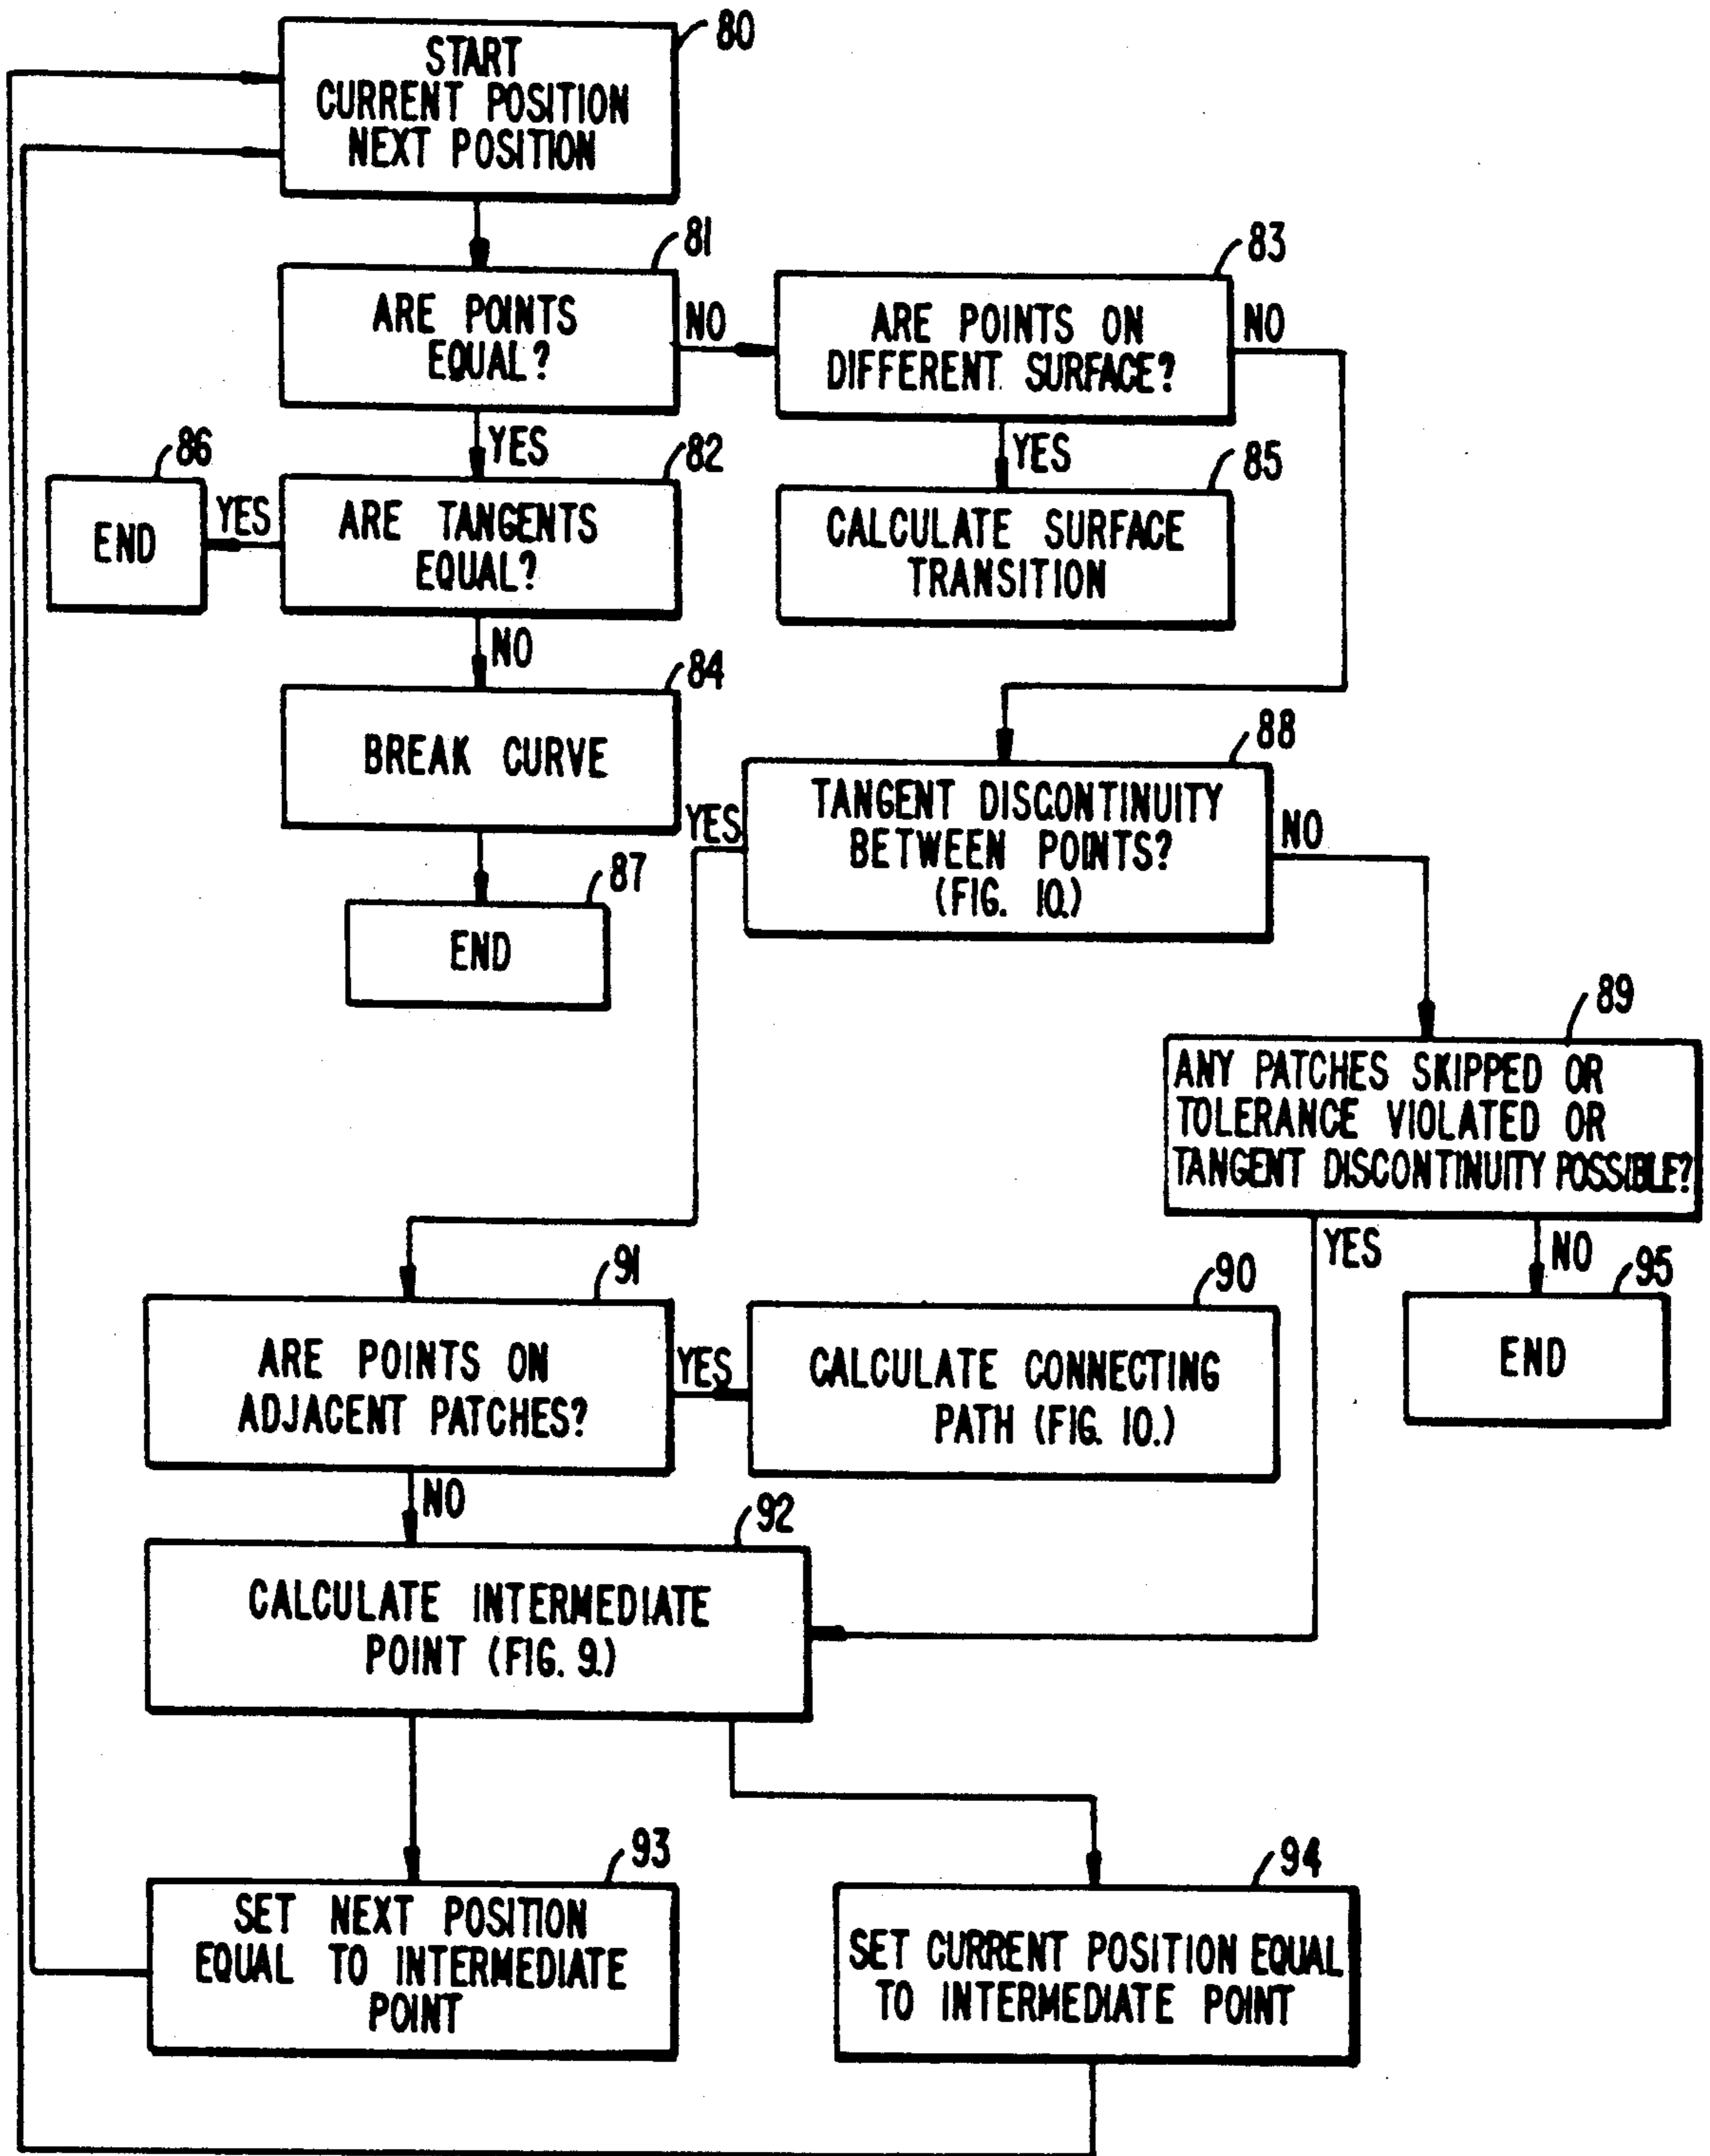 80
START
CURRENT POSITION
NEXT POSITION
81
ARE POINTS
EQUAL?
NO
83
ARE POINTS ON
DIFFERENT SURFACE?
NO
YES
YES
86
END
YES
82
ARE TANGENTS
EQUAL?
85
CALCULATE SURFACE
TRANSITION
NO
84
BREAK CURVE
88
TANGENT DISCONTINUITY
BETWEEN POINTS?
(FIG. 10.)
YES
NO
87
END
89
ANY PATCHES SKIPPED OR
TOLERANCE VIOLATED OR
TANGENT DISCONTINUITY POSSIBLE?
YES
NO
91
ARE POINTS ON
ADJACENT PATCHES?
YES
90
CALCULATE CONNECTING
PATH (FIG. 10.)
95
END
NO
92
CALCULATE INTERMEDIATE
POINT (FIG. 9.)
93
SET NEXT POSITION
EQUAL TO INTERMEDIATE
POINT
94
SET CURRENT POSITION EQUAL
TO INTERMEDIATE POINT